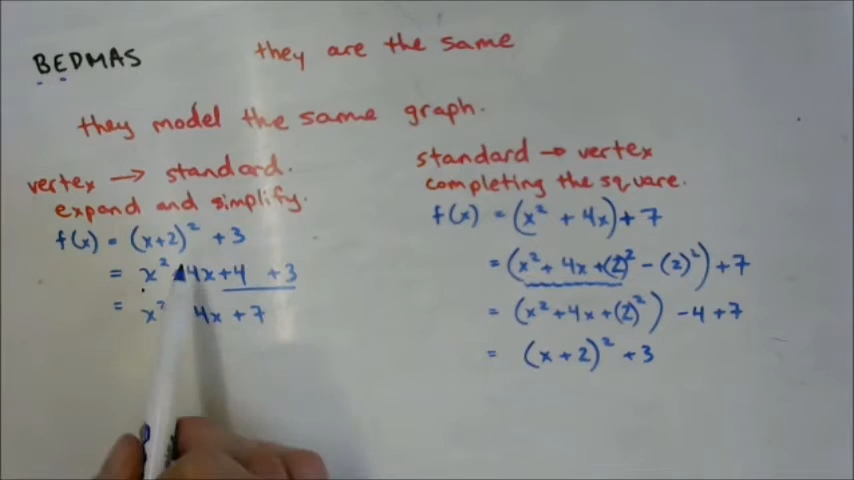 BEDMAS
they are the same
they model the same graph.
vertex → standard.
expand and simplify.
f(x) = (x+2)² + 3
= x² 4x+4 +3
= x² 4x + 7
standard → vertex
completing the square.
f(x) = (x² + 4x) + 7
= (x² + 4x + (2)² - (2)²) + 7
= (x² + 4x + (2)² ) - 4 + 7
= (x + 2)² + 3